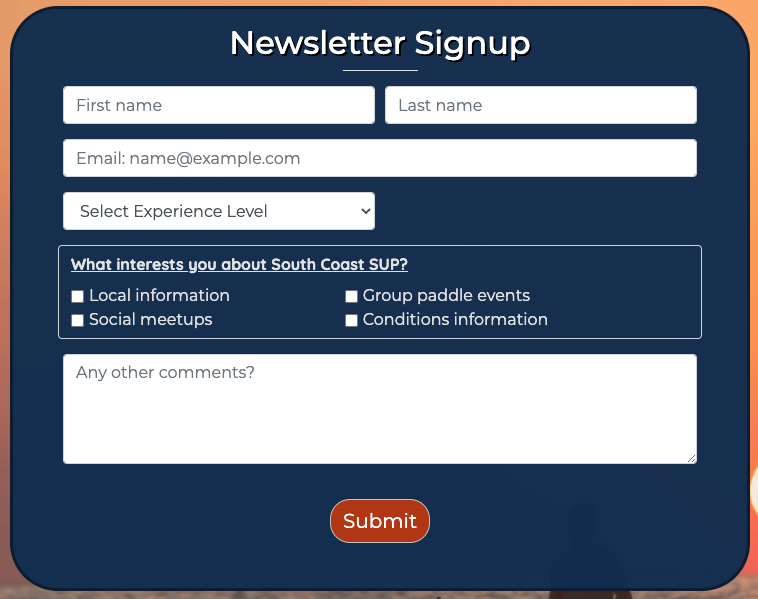 Newsletter Signup
First name
Last name
Email: name@example.com
Select Experience Level
What interests you about South Coast SUP?
Local information
Group paddle events
Social meetups
Conditions information
Any other comments?
Submit